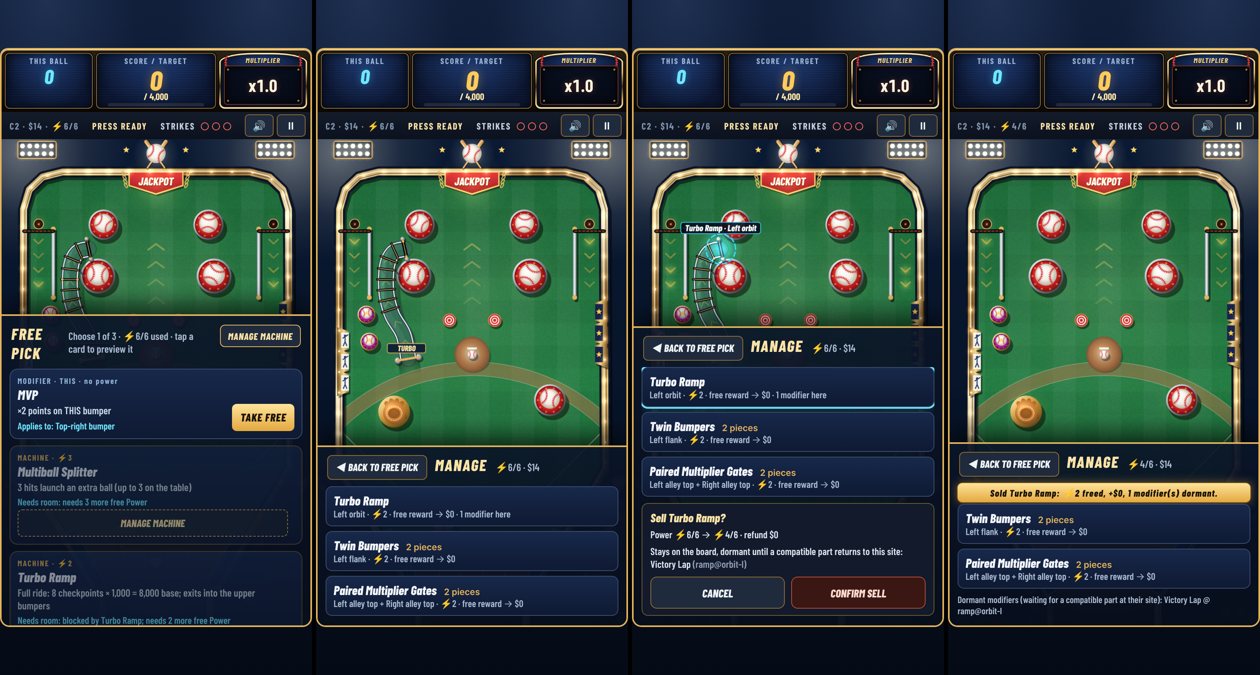 THIS BALL
0
SCORE / TARGET
0
/ 4,000
MULTIPLIER
x1.0
C2 · $14 · ⚡6/6 PRESS READY STRIKES
JACKPOT
FREE PICK
Choose 1 of 3 · ⚡6/6 used · tap a
card to preview it
MANAGE MACHINE
MODIFIER · THIS · no power
MVP
×2 points on THIS bumper
Applies to: Top-right bumper
TAKE FREE
MACHINE · ⚡3
Multiball Splitter
3 hits launch an extra ball (up to 3 on the table)
Needs room: needs 3 more free Power
MANAGE MACHINE
MACHINE · ⚡2
Turbo Ramp
Full ride: 8 checkpoints × 1,000 = 8,000 base; exits into the upper
bumpers
Needs room: blocked by Turbo Ramp; needs 2 more free Power
THIS BALL
0
SCORE / TARGET
0
/ 4,000
MULTIPLIER
x1.0
C2 · $14 · ⚡6/6 PRESS READY STRIKES
JACKPOT
TURBO
◀ BACK TO FREE PICK MANAGE ⚡6/6 · $14
Turbo Ramp
Left orbit · ⚡2 · free reward → $0 · 1 modifier here
Twin Bumpers 2 pieces
Left flank · ⚡2 · free reward → $0
Paired Multiplier Gates 2 pieces
Left alley top + Right alley top · ⚡2 · free reward → $0
THIS BALL
0
SCORE / TARGET
0
/ 4,000
MULTIPLIER
x1.0
C2 · $14 · ⚡6/6 PRESS READY STRIKES
JACKPOT
Turbo Ramp · Left orbit
◀ BACK TO FREE PICK MANAGE ⚡6/6 · $14
Turbo Ramp
Left orbit · ⚡2 · free reward → $0 · 1 modifier here
Twin Bumpers 2 pieces
Left flank · ⚡2 · free reward → $0
Paired Multiplier Gates 2 pieces
Left alley top + Right alley top · ⚡2 · free reward → $0
Sell Turbo Ramp?
Power ⚡6/6 → ⚡4/6 · refund $0
Stays on the board, dormant until a compatible part returns to this site:
Victory Lap (ramp@orbit-l)
CANCEL
CONFIRM SELL
THIS BALL
0
SCORE / TARGET
0
/ 4,000
MULTIPLIER
x1.0
C2 · $14 · ⚡4/6 PRESS READY STRIKES
JACKPOT
◀ BACK TO FREE PICK MANAGE ⚡4/6 · $14
Sold Turbo Ramp: ⚡2 freed, +$0, 1 modifier(s) dormant.
Twin Bumpers 2 pieces
Left flank · ⚡2 · free reward → $0
Paired Multiplier Gates 2 pieces
Left alley top + Right alley top · ⚡2 · free reward → $0
Dormant modifiers (waiting for a compatible part at their site): Victory Lap @
ramp@orbit-l